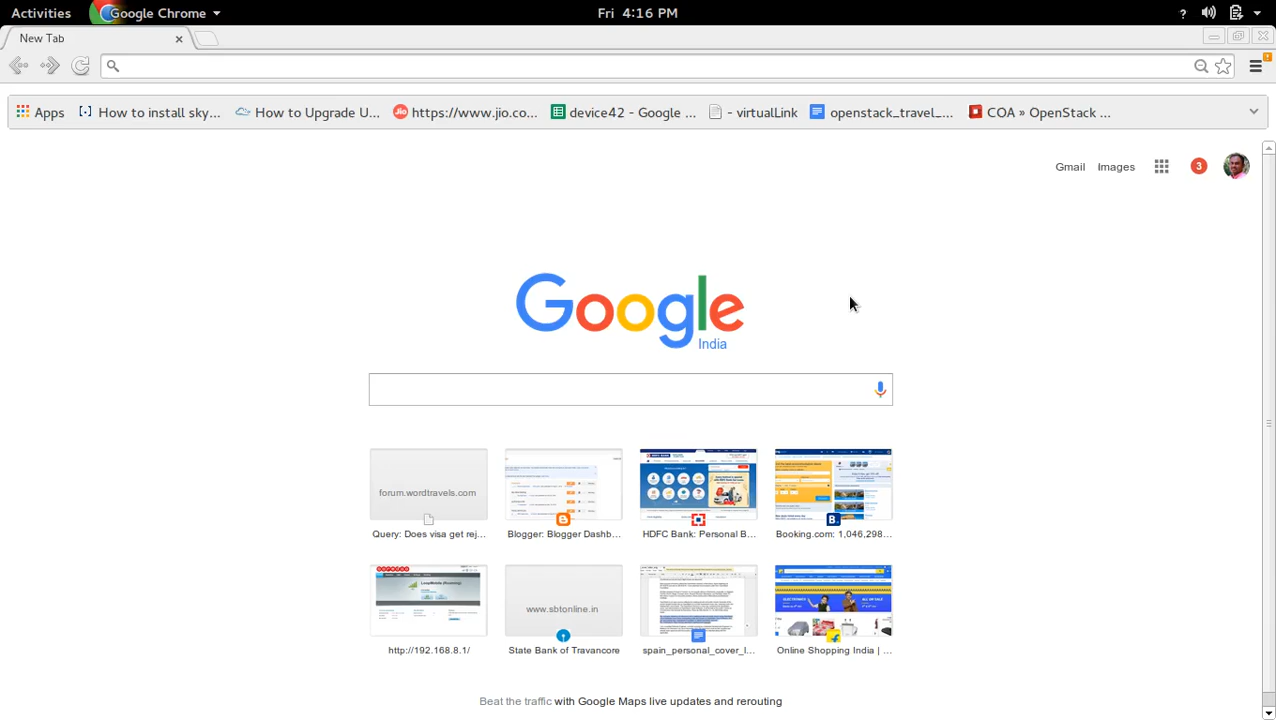 Activities Google Chrome Fri 4:16 PM ?
New Tab
Apps How to install sky... How to Upgrade U... Jio https://www.jio.co... device42 - Google ... - virtualLink openstack_travel_... COA » OpenStack ...
Gmail Images 3
Google
India
forum.wordtravels.com
Query: Does visa get rej... Blogger: Blogger Dashb... HDFC Bank: Personal B... B. Booking.com: 1,046,298...
www.sbtonline.in
http://192.168.8.1/ State Bank of Travancore spain_personal_cover_l... Online Shopping India | ...
Beat the traffic with Google Maps live updates and rerouting